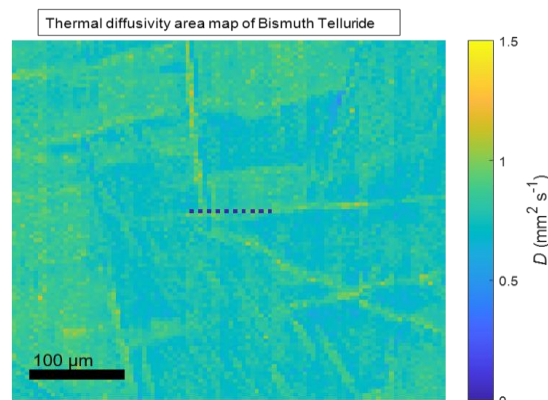 Thermal diffusivity area map of Bismuth Telluride
1.5
1
0.5
0
D (mm² s⁻¹)
100 μm